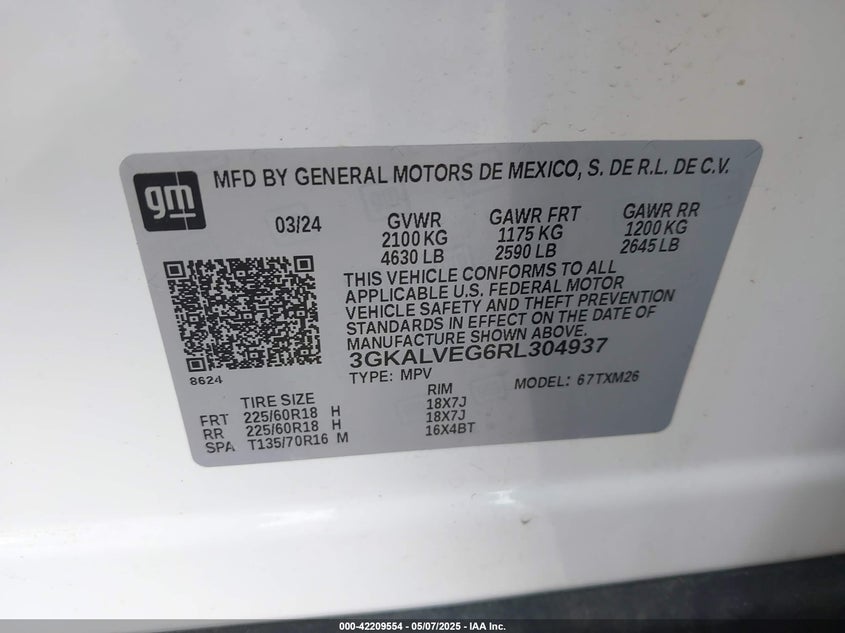 gm MFD BY GENERAL MOTORS DE MEXICO, S. DE R.L. DE C.V.
03/24 GVWR GAWR FRT GAWR RR
2100 KG 1175 KG 1200 KG
4630 LB 2590 LB 2645 LB
THIS VEHICLE CONFORMS TO ALL
APPLICABLE U.S. FEDERAL MOTOR
VEHICLE SAFETY AND THEFT PREVENTION
STANDARDS IN EFFECT ON THE DATE OF
MANUFACTURE SHOWN ABOVE.
3GKALVEG6RL304937
8624
TYPE: MPV MODEL: 67TXM26
TIRE SIZE RIM
FRT 225/60R18 H 18X7J
RR 225/60R18 H 18X7J
SPA T135/70R16 M 16X4BT
000-42209554 — 05/07/2025 — IAA Inc.